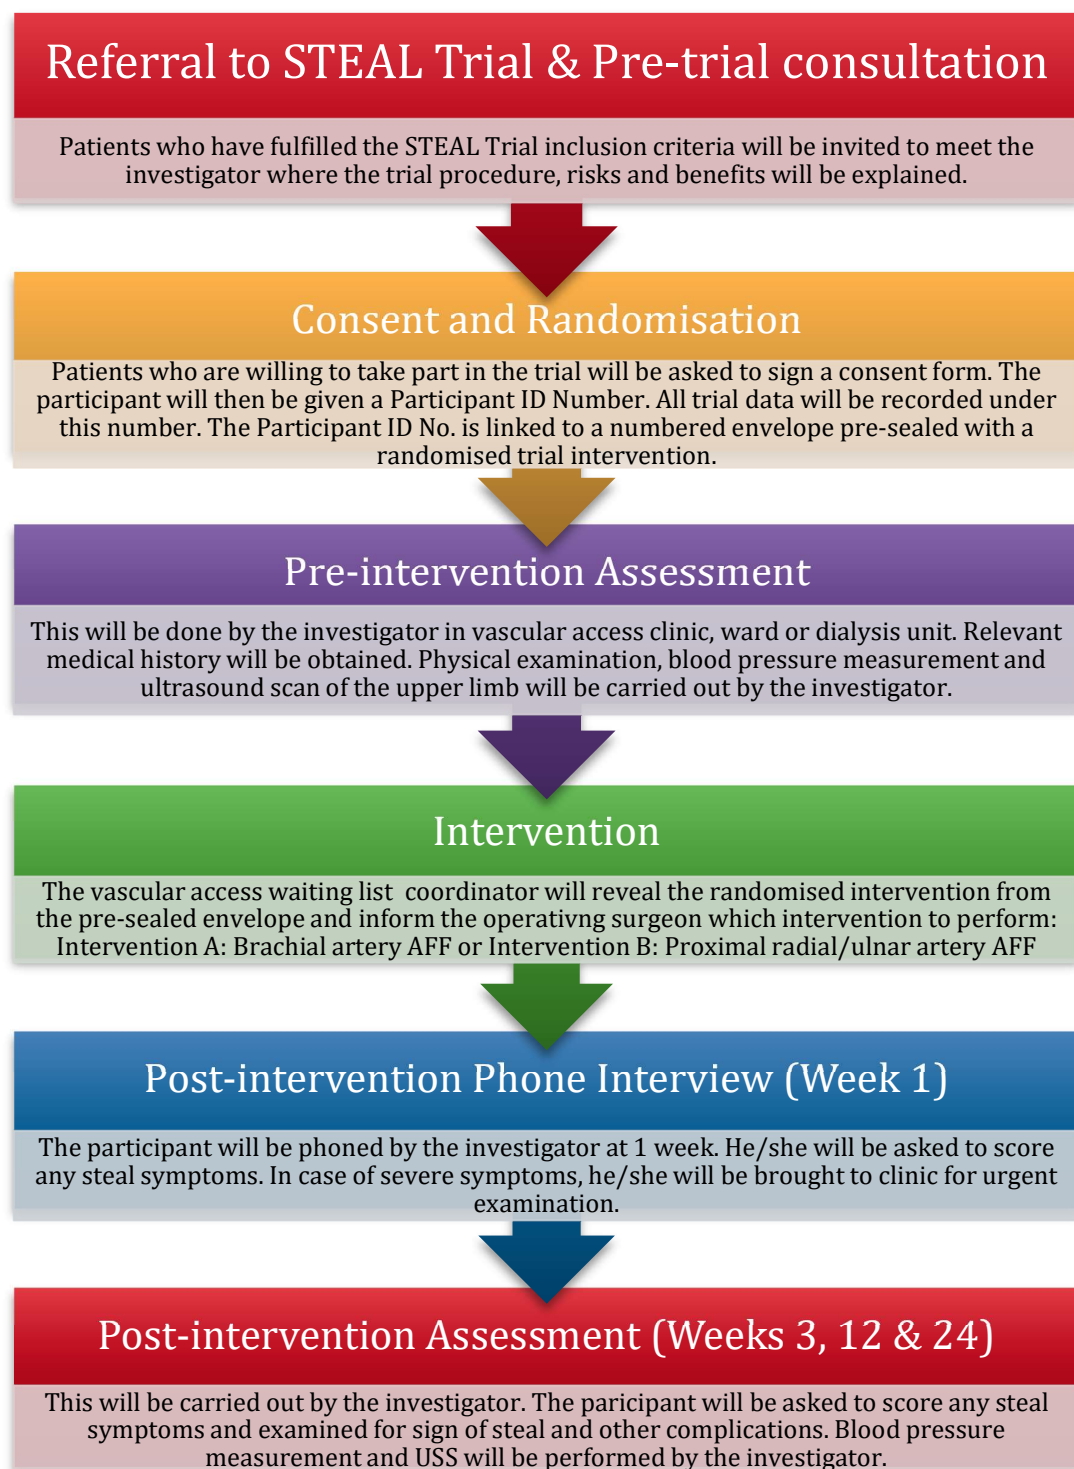 Referral to STEAL Trial & Pre-trial consultation
Patients who have fulfilled the STEAL Trial inclusion criteria will be invited to meet the
investigator where the trial procedure, risks and benefits will be explained.
Consent and Randomisation
Patients who are willing to take part in the trial will be asked to sign a consent form. The
participant will then be given a Participant ID Number. All trial data will be recorded under
this number. The Participant ID No. is linked to a numbered envelope pre-sealed with a
randomised trial intervention.
Pre-intervention Assessment
This will be done by the investigator in vascular access clinic, ward or dialysis unit. Relevant
medical history will be obtained. Physical examination, blood pressure measurement and
ultrasound scan of the upper limb will be carried out by the investigator.
Intervention
The vascular access waiting list coordinator will reveal the randomised intervention from
the pre-sealed envelope and inform the operativng surgeon which intervention to perform:
Intervention A: Brachial artery AFF or Intervention B: Proximal radial/ulnar artery AFF
Post-intervention Phone Interview (Week 1)
The participant will be phoned by the investigator at 1 week. He/she will be asked to score
any steal symptoms. In case of severe symptoms, he/she will be brought to clinic for urgent
examination.
Post-intervention Assessment (Weeks 3, 12 & 24)
This will be carried out by the investigator. The paricipant will be asked to score any steal
symptoms and examined for sign of steal and other complications. Blood pressure
measurement and USS will be performed by the investigator.